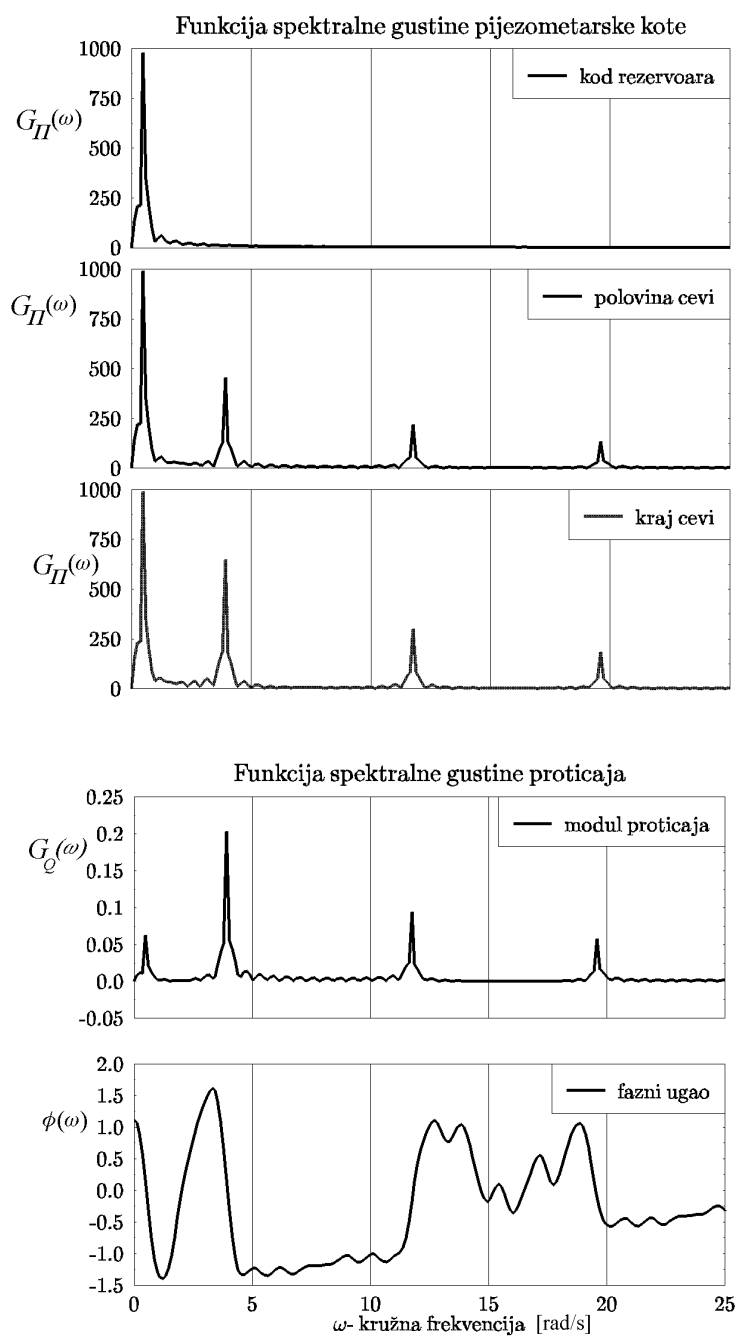 Funkcija spektralne gustine pijezometarske kote
1000
750
500
250
0
G_Π(ω)
kod rezervoara
1000
750
500
250
0
G_Π(ω)
polovina cevi
1000
750
500
250
0
G_Π(ω)
kraj cevi
Funkcija spektralne gustine proticaja
0.25
0.2
0.15
0.1
0.05
0.0
-0.05
G_Q(ω)
modul proticaja
2.0
1.5
1.0
0.5
0.0
-0.5
-1.0
-1.5
ϕ(ω)
fazni ugao
0 5 10 15 20 25
ω- kružna frekvencija [rad/s]